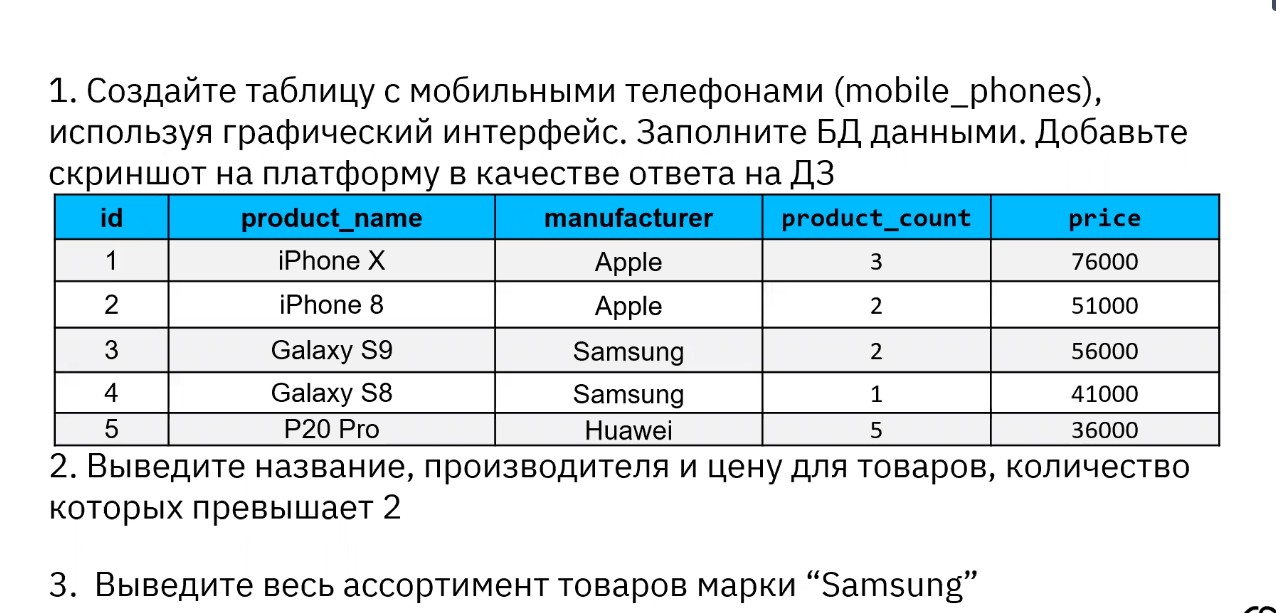 1. Создайте таблицу с мобильными телефонами (mobile_phones),
используя графический интерфейс. Заполните БД данными. Добавьте
скриншот на платформу в качестве ответа на ДЗ
id product_name manufacturer product_count price
1 iPhone X Apple 3 76000
2 iPhone 8 Apple 2 51000
3 Galaxy S9 Samsung 2 56000
4 Galaxy S8 Samsung 1 41000
5 P20 Pro Huawei 5 36000
2. Выведите название, производителя и цену для товаров, количество
которых превышает 2
3. Выведите весь ассортимент товаров марки “Samsung”